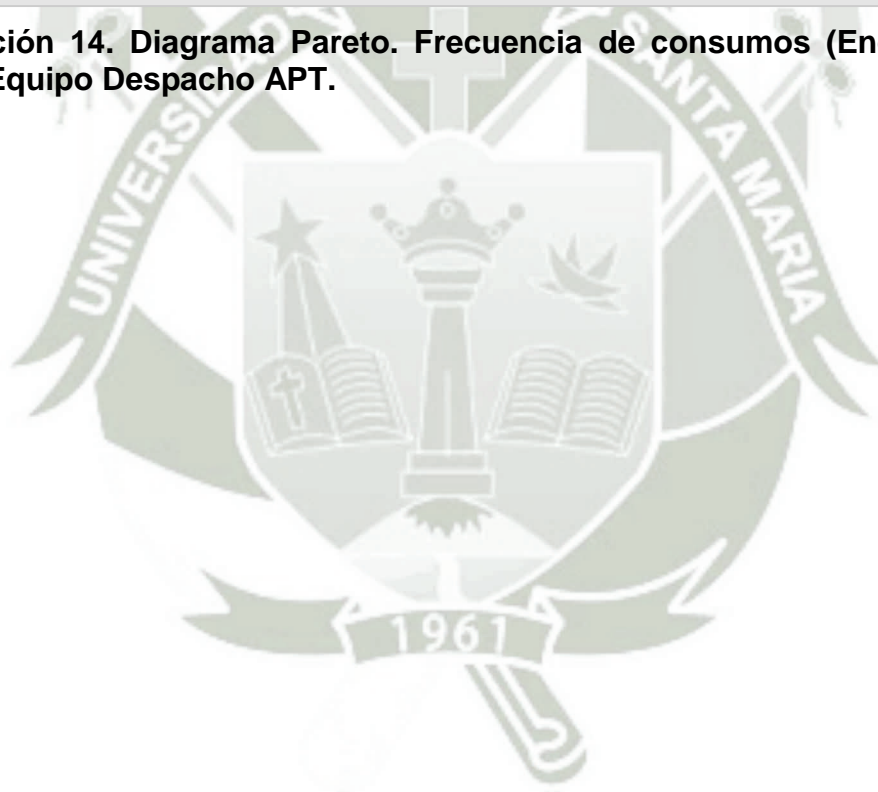 ción 14. Diagrama Pareto. Frecuencia de consumos (En
Equipo Despacho APT.
UNIVERSIDAD
SANTA MARIA
1961